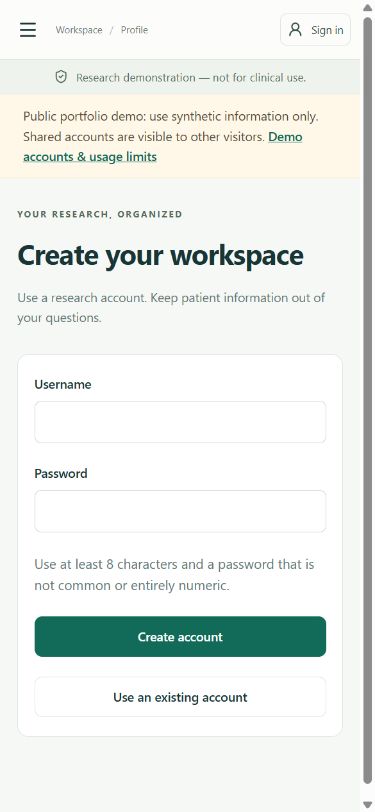 Workspace / Profile
Sign in
Research demonstration — not for clinical use.
Public portfolio demo: use synthetic information only.
Shared accounts are visible to other visitors. Demo
accounts & usage limits
YOUR RESEARCH, ORGANIZED
Create your workspace
Use a research account. Keep patient information out of
your questions.
Username
Password
Use at least 8 characters and a password that is
not common or entirely numeric.
Create account
Use an existing account